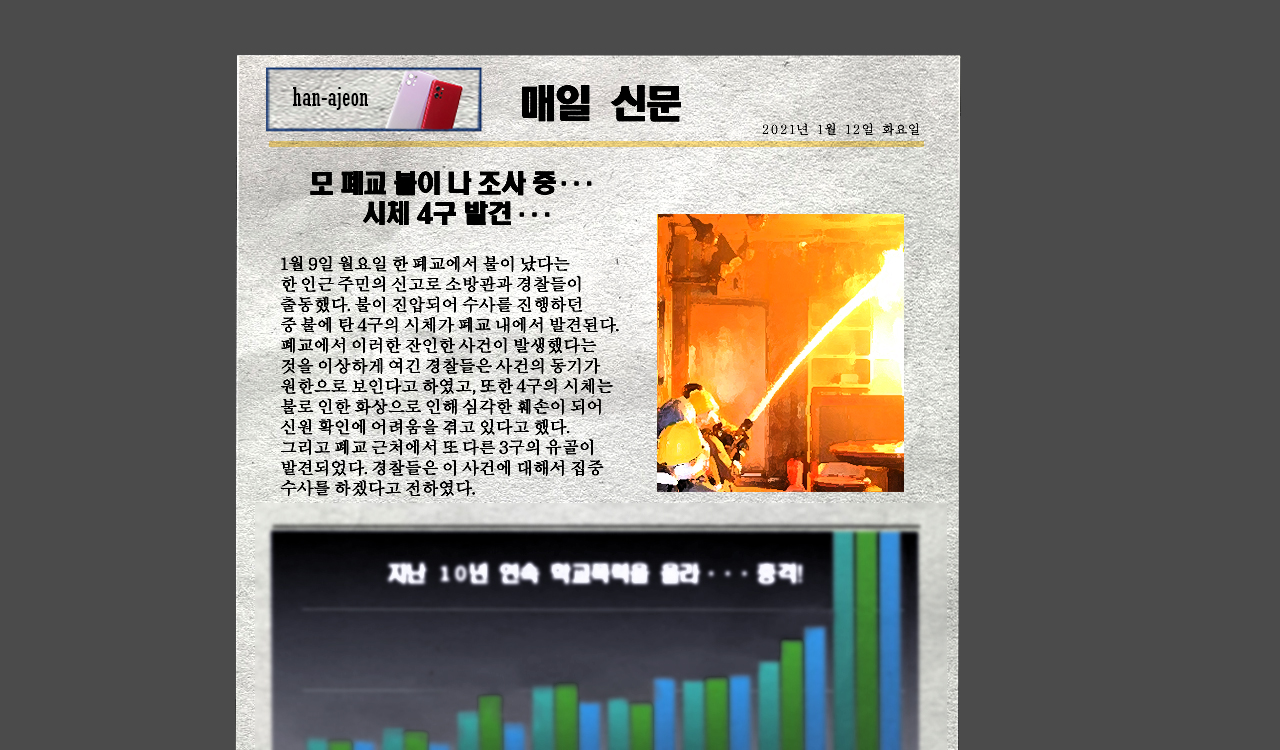 han-ajeon
매일 신문
2021년 1월 12일 화요일
모 폐교 불이 나 조사 중···
시체 4구 발견···
1월 9일 월요일 한 폐교에서 불이 났다는
한 인근 주민의 신고로 소방관과 경찰들이
출동했다. 불이 진압되어 수사를 진행하던
중 불에 탄 4구의 시체가 폐교 내에서 발견된다.
폐교에서 이러한 잔인한 사건이 발생했다는
것을 이상하게 여긴 경찰들은 사건의 동기가
원한으로 보인다고 하였고, 또한 4구의 시체는
불로 인한 화상으로 인해 심각한 훼손이 되어
신원 확인에 어려움을 겪고 있다고 했다.
그리고 폐교 근처에서 또 다른 3구의 유골이
발견되었다. 경찰들은 이 사건에 대해서 집중
수사를 하겠다고 전하였다.
지난 10년 연속 학교폭력율 올라··· 충격!